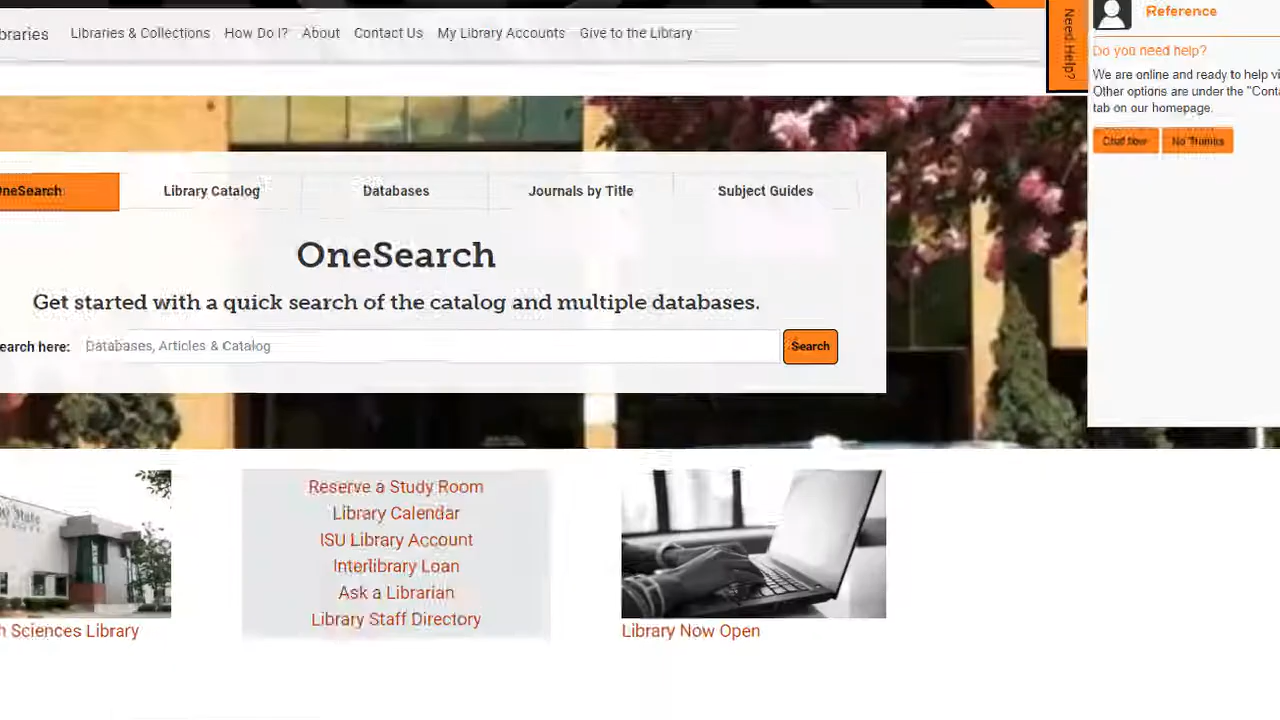 braries Libraries & Collections How Do I? About Contact Us My Library Accounts Give to the Library
Need Help?
Reference
Do you need help?
We are online and ready to help vi
Other options are under the "Conta
tab on our homepage.
Chat Now No Thanks
OneSearch Library Catalog Databases Journals by Title Subject Guides
OneSearch
Get started with a quick search of the catalog and multiple databases.
earch here: Databases, Articles & Catalog Search
Reserve a Study Room
Library Calendar
ISU Library Account
Interlibrary Loan
Ask a Librarian
Library Staff Directory
h Sciences Library
Library Now Open